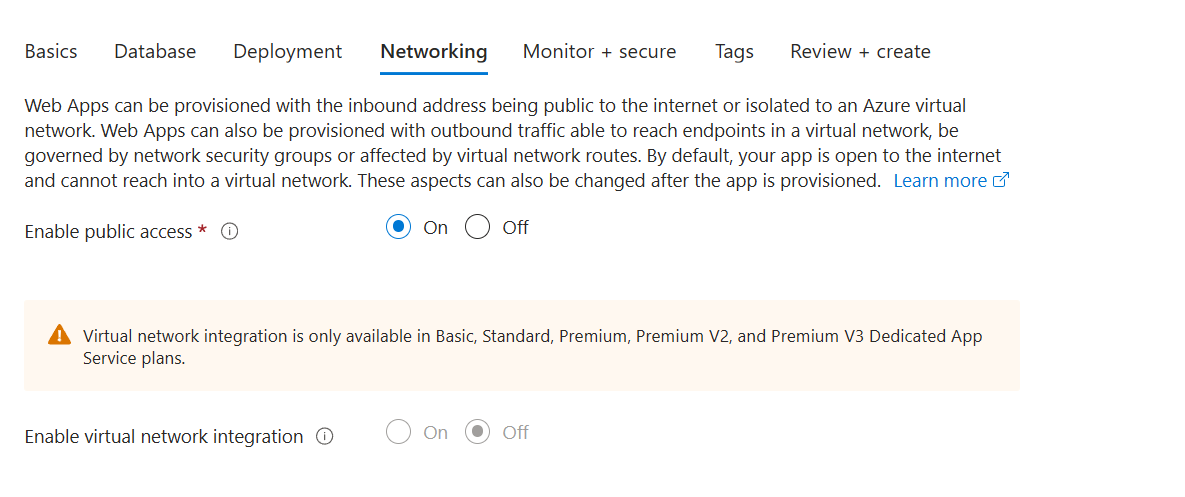 Basics Database Deployment Networking Monitor + secure Tags Review + create
Web Apps can be provisioned with the inbound address being public to the internet or isolated to an Azure virtual
network. Web Apps can also be provisioned with outbound traffic able to reach endpoints in a virtual network, be
governed by network security groups or affected by virtual network routes. By default, your app is open to the internet
and cannot reach into a virtual network. These aspects can also be changed after the app is provisioned. Learn more
Enable public access * On Off
Virtual network integration is only available in Basic, Standard, Premium, Premium V2, and Premium V3 Dedicated App
Service plans.
Enable virtual network integration On Off